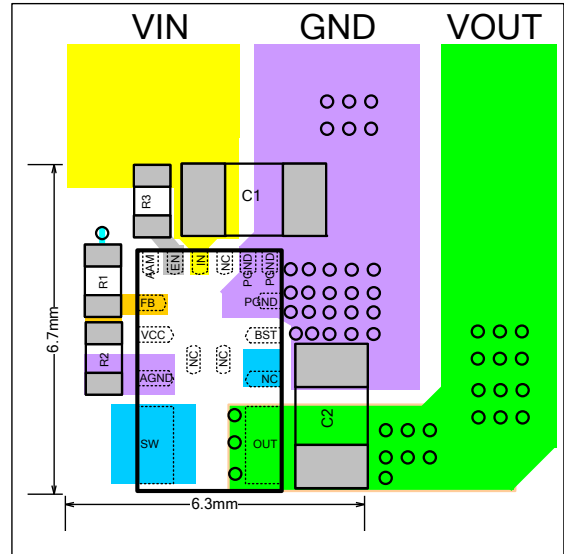 VIN GND VOUT
R3
C1
AAM EN IN NC PGND PGND
R1
FB PGND
VCC BST
NC NC
R2
AGND NC
C2
SW OUT
6.7mm
6.3mm